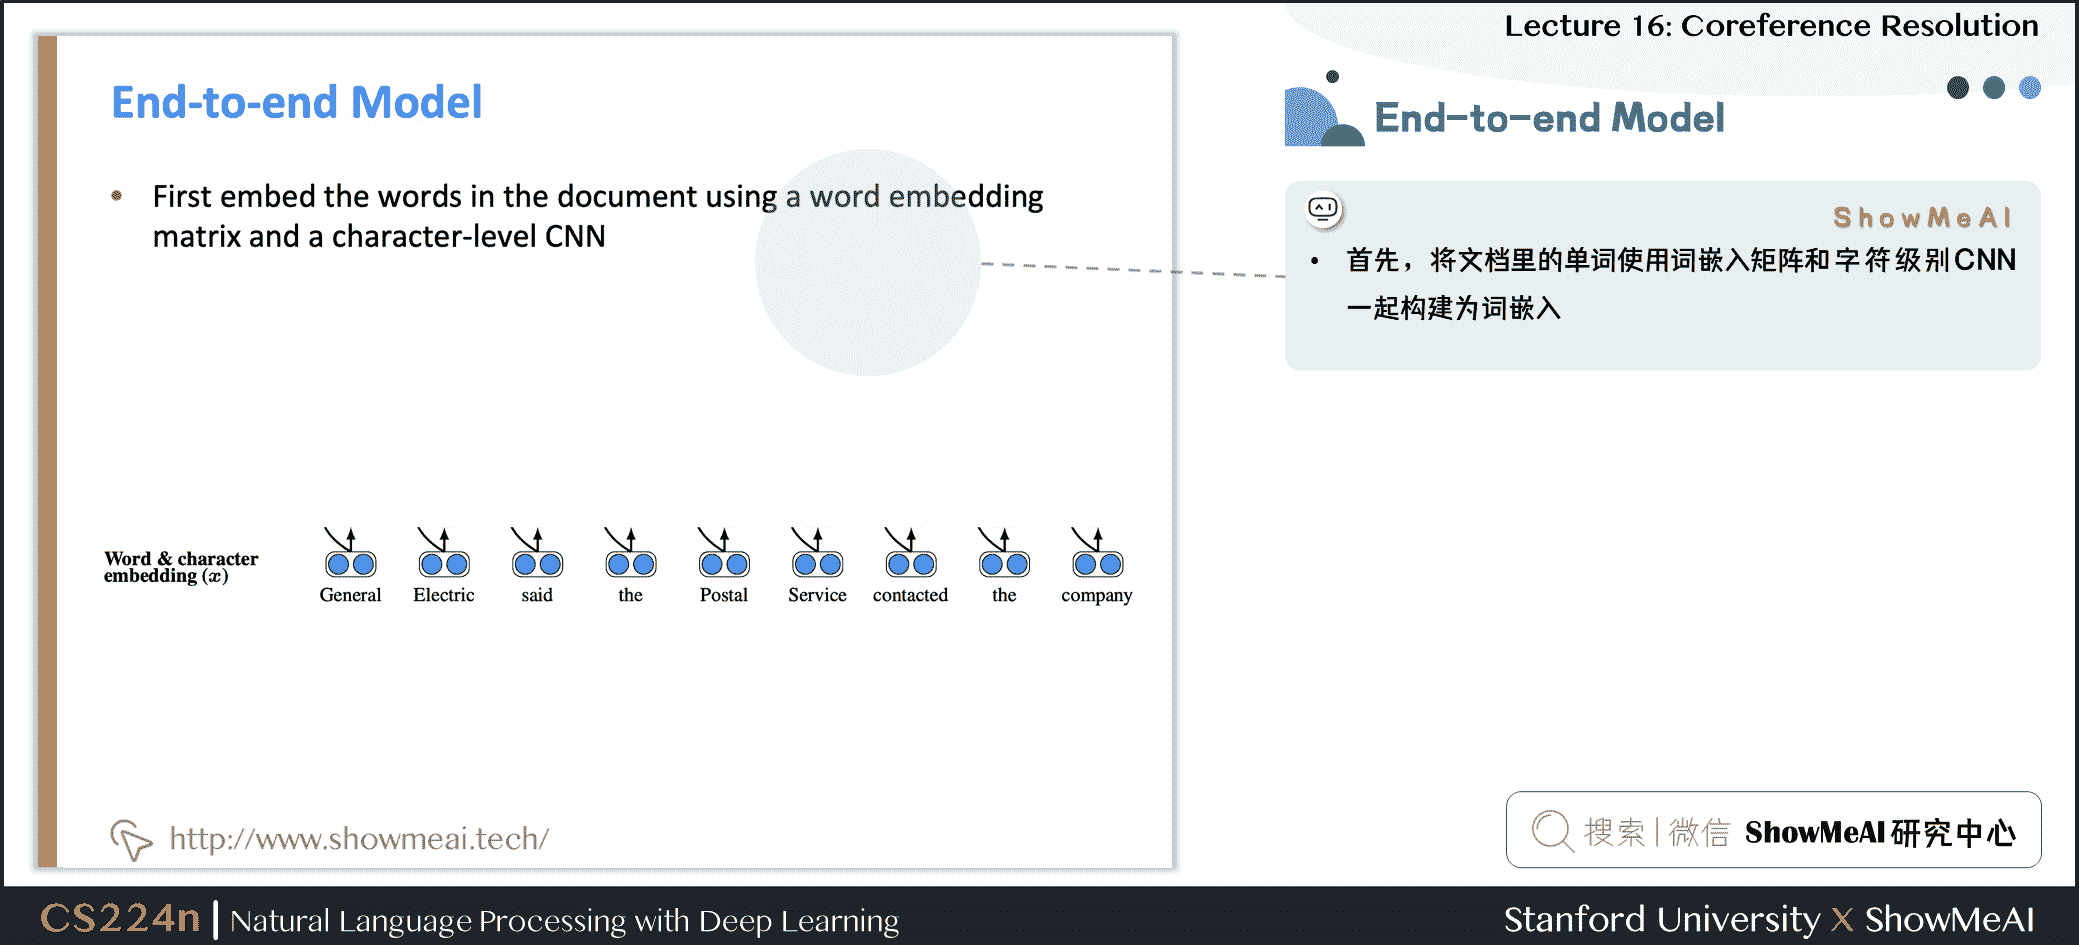 Lecture 16: Coreference Resolution
End-to-end Model
• First embed the words in the document using a word embedding
matrix and a character-level CNN
Word & character
embedding (x)
General Electric said the Postal Service contacted the company
http://www.showmeai.tech/
End-to-end Model
ShowMeAI
• 首先，将文档里的单词使用词嵌入矩阵和字符级别CNN
一起构建为词嵌入
搜索|微信 ShowMeAI研究中心
CS224n | Natural Language Processing with Deep Learning
Stanford University X ShowMeAI